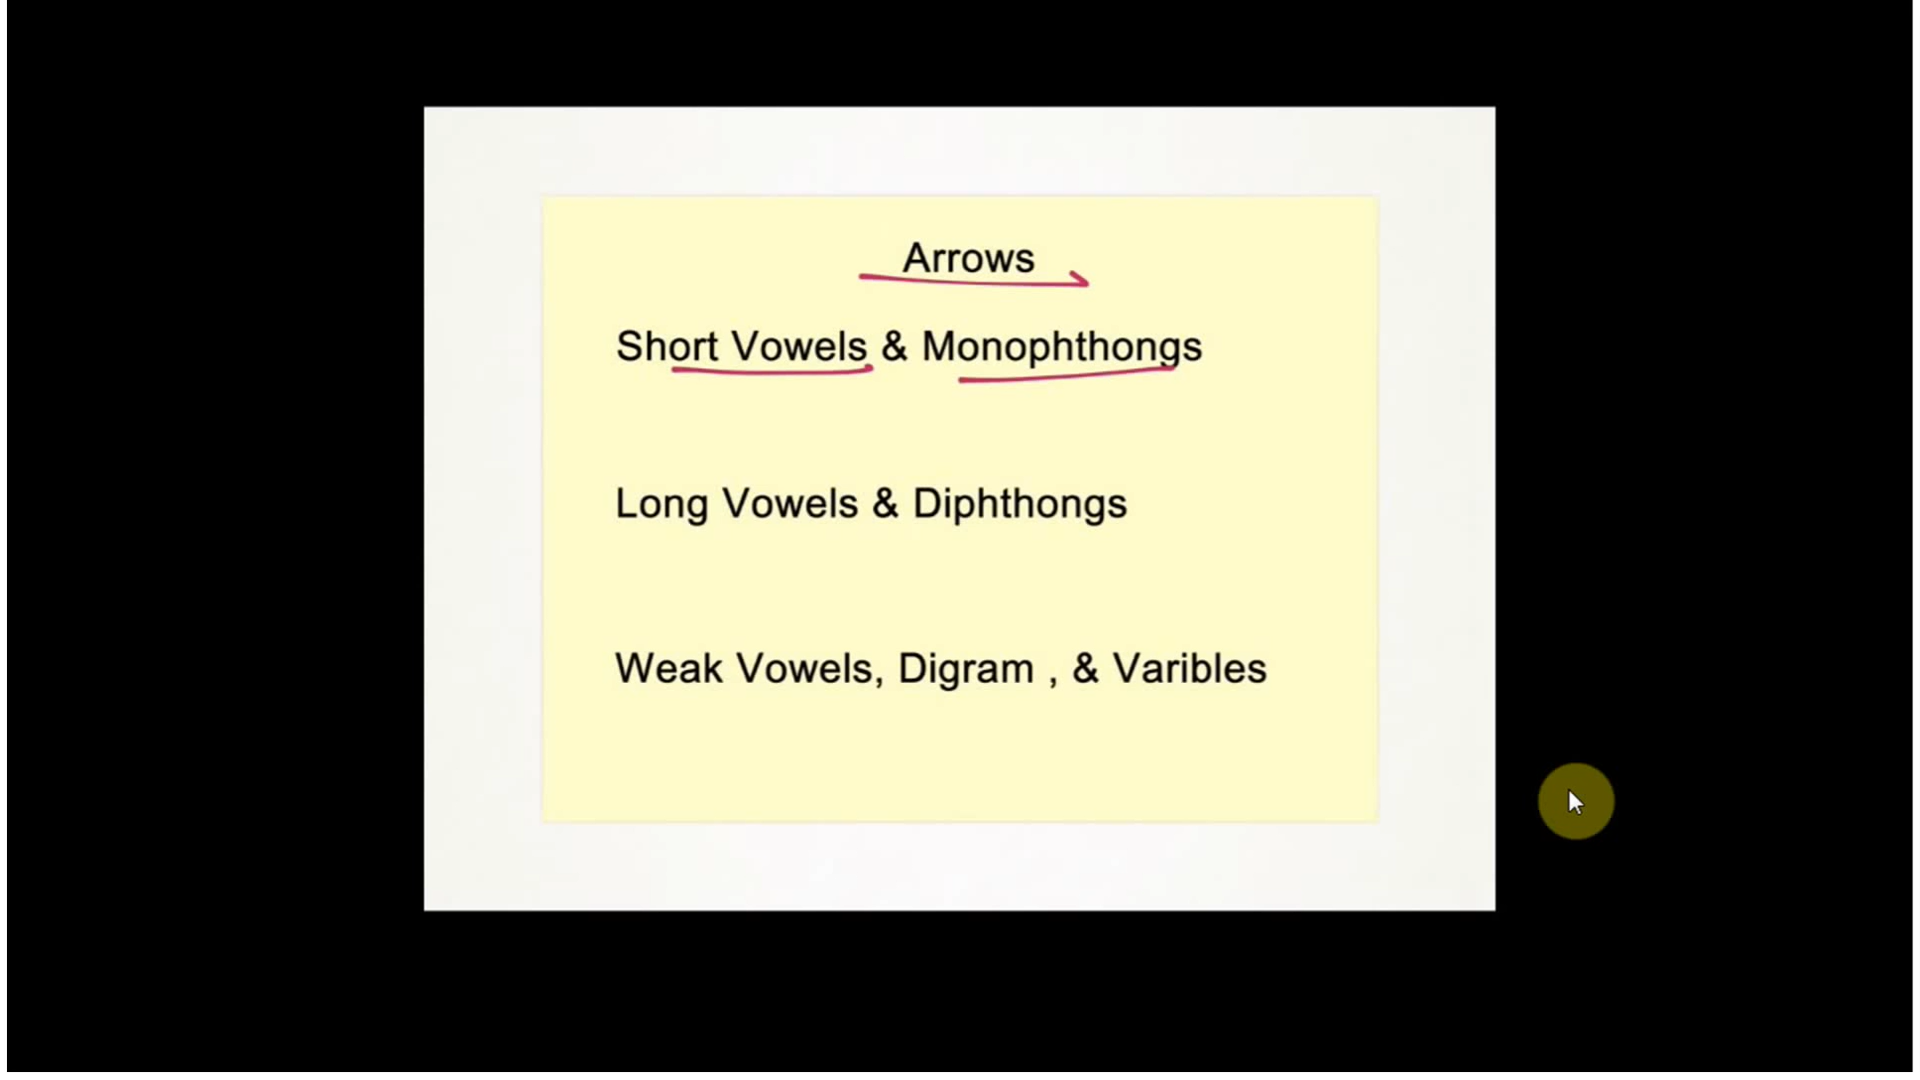 Arrows
Short Vowels & Monophthongs
Long Vowels & Diphthongs
Weak Vowels, Digram , & Varibles